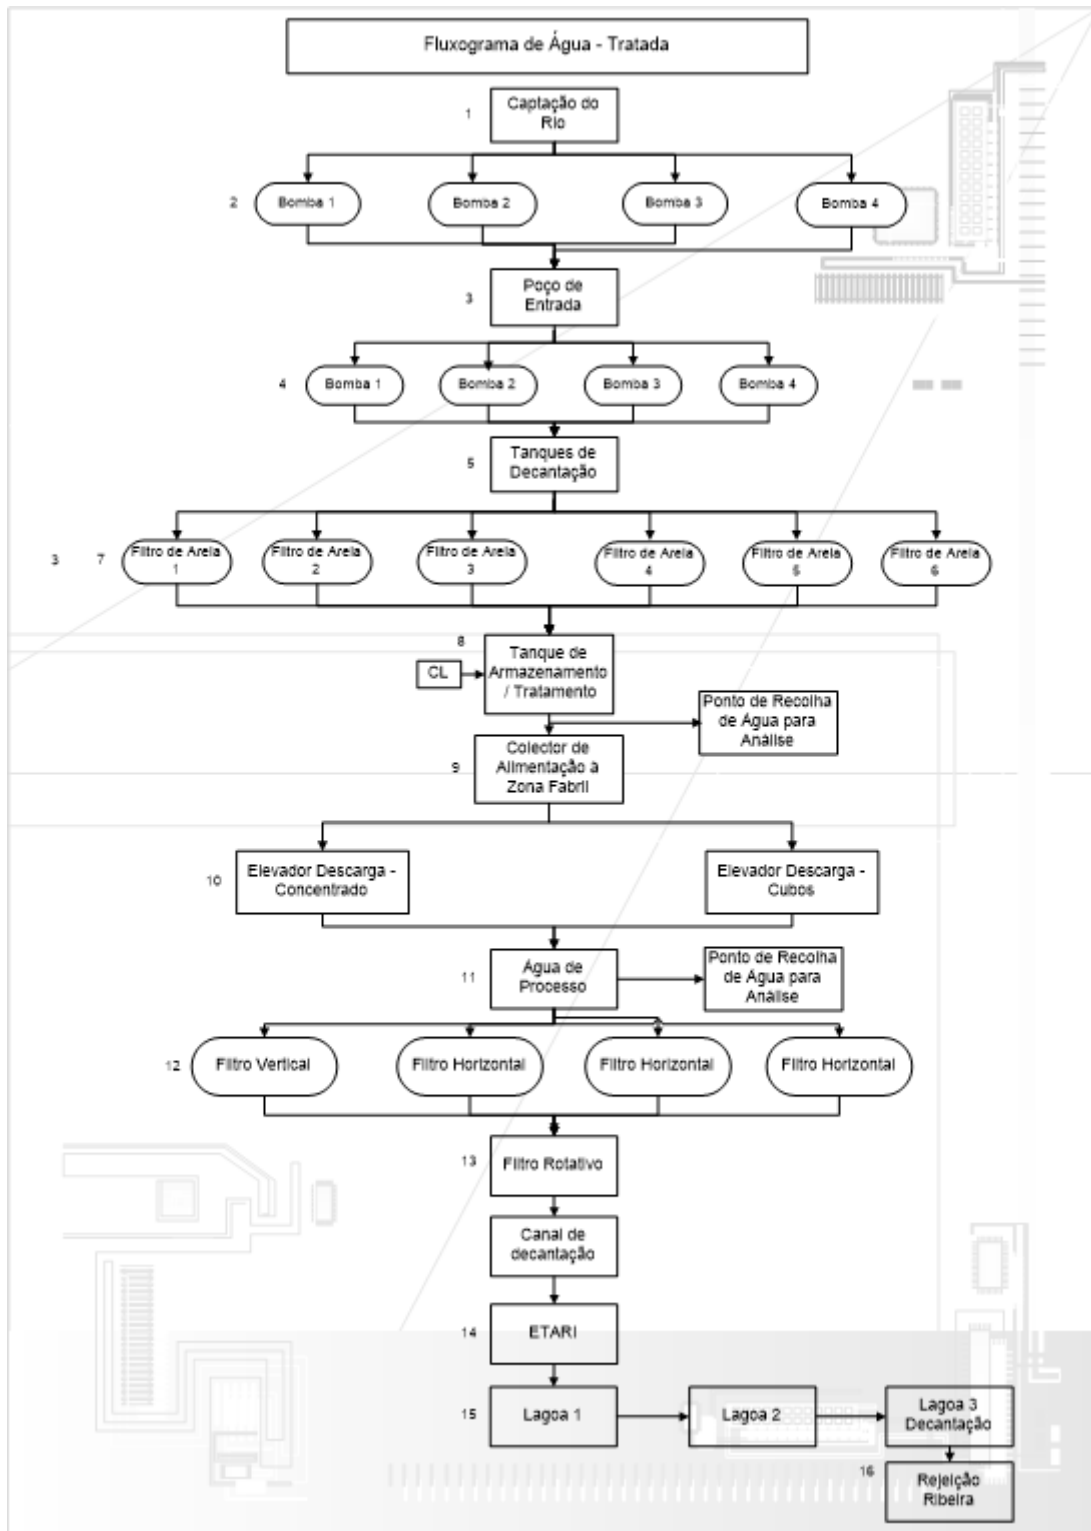 Fluxograma de Água - Tratada
1
Captação do
Rio
2
Bomba 1
Bomba 2
Bomba 3
Bomba 4
3
Poço de
Entrada
4
Bomba 1
Bomba 2
Bomba 3
Bomba 4
5
Tanques de
Decantação
3
7
Filtro de Areia
1
Filtro de Areia
2
Filtro de Areia
3
Filtro de Areia
4
Filtro de Areia
5
Filtro de Areia
6
8
CL
Tanque de
Armazenamento
/ Tratamento
Ponto de Recolha
de Água para
Análise
9
Colector de
Alimentação à
Zona Fabril
10
Elevador Descarga -
Concentrado
Elevador Descarga -
Cubos
11
Água de
Processo
Ponto de Recolha
de Água para
Análise
12
Filtro Vertical
Filtro Horizontal
Filtro Horizontal
Filtro Horizontal
13
Filtro Rotativo
Canal de
decantação
14
ETARI
15
Lagoa 1
Lagoa 2
Lagoa 3
Decantação
16
Rejeição
Ribeira